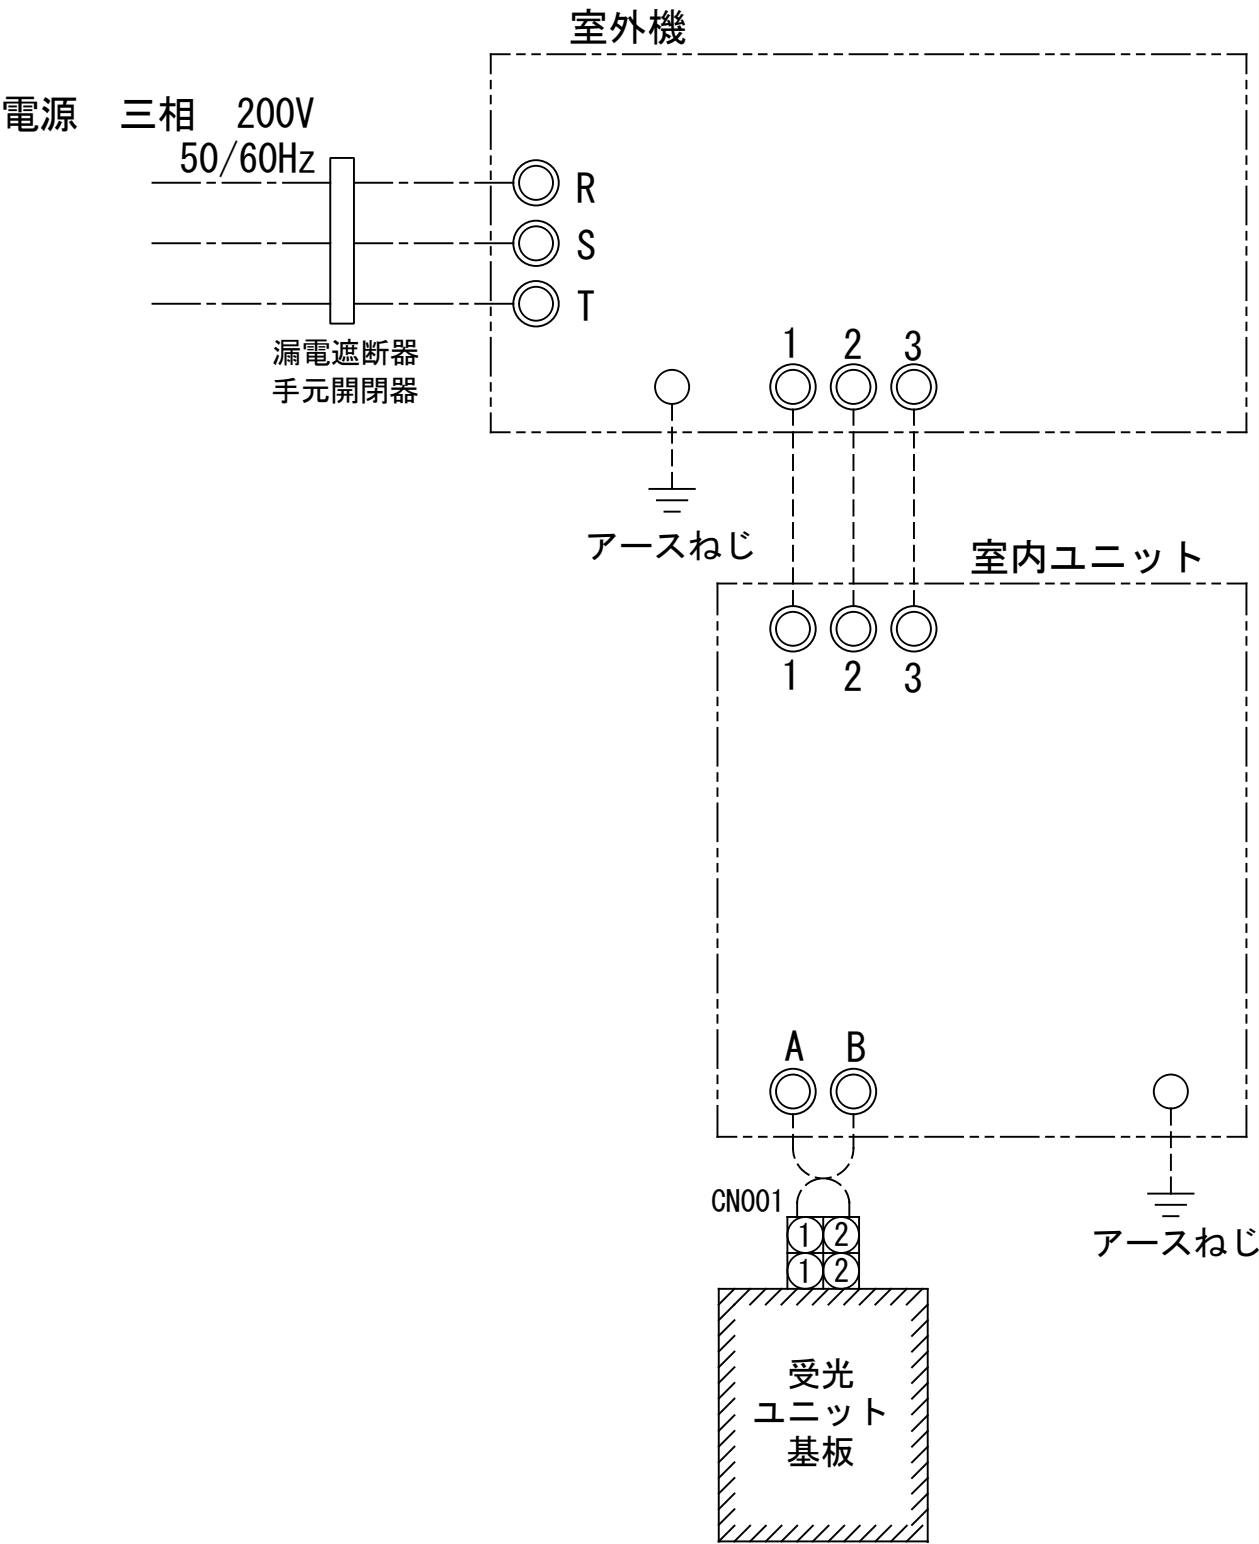 室外機
電源　三相　200V
50/60Hz
R
S
T
漏電遮断器
手元開閉器
1 2 3
アースねじ
室内ユニット
1 2 3
A B
CN001
1 2
1 2
アースねじ
受光
ユニット
基板